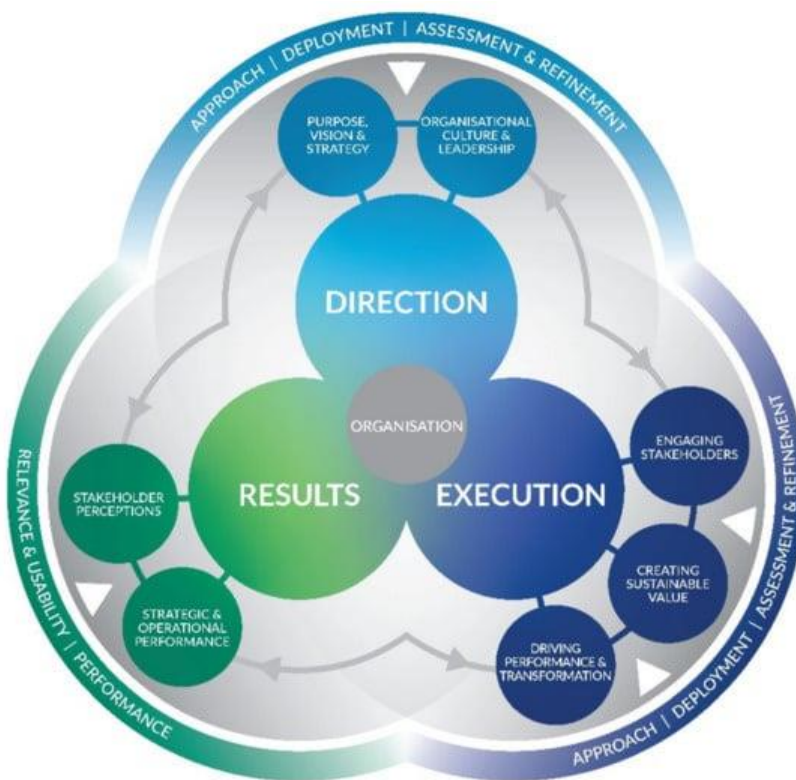 APPROACH | DEPLOYMENT | ASSESSMENT & REFINEMENT
PURPOSE,
VISION &
STRATEGY
ORGANISATIONAL
CULTURE &
LEADERSHIP
DIRECTION
ORGANISATION
RESULTS
EXECUTION
ENGAGING
STAKEHOLDERS
CREATING
SUSTAINABLE
VALUE
DRIVING
PERFORMANCE &
TRANSFORMATION
APPROACH | DEPLOYMENT | ASSESSMENT & REFINEMENT
STAKEHOLDER
PERCEPTIONS
STRATEGIC &
OPERATIONAL
PERFORMANCE
RELEVANCE & USABILITY | PERFORMANCE